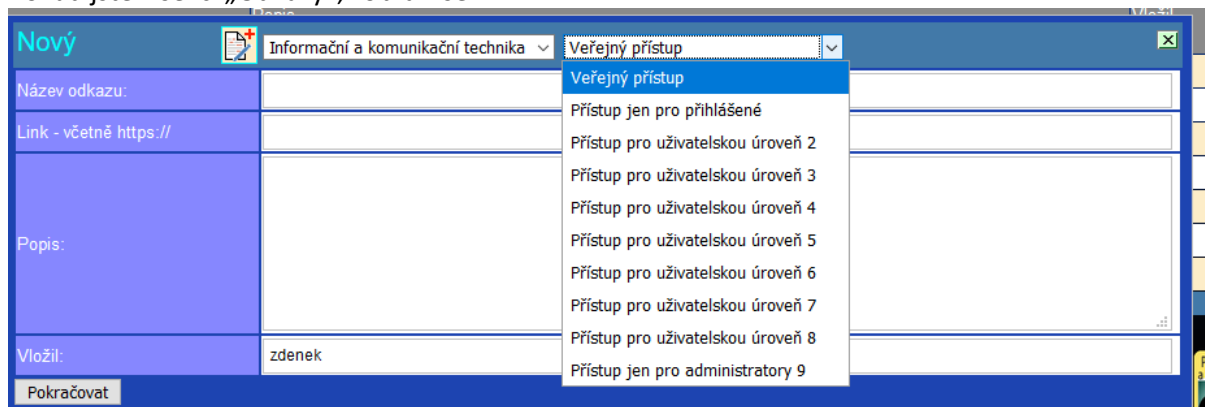 Popis
Vložil
Nový
Informační a komunikační technika
Veřejný přístup
Veřejný přístup
Přístup jen pro přihlášené
Přístup pro uživatelskou úroveň 2
Přístup pro uživatelskou úroveň 3
Přístup pro uživatelskou úroveň 4
Přístup pro uživatelskou úroveň 5
Přístup pro uživatelskou úroveň 6
Přístup pro uživatelskou úroveň 7
Přístup pro uživatelskou úroveň 8
Přístup jen pro administratory 9
Název odkazu:
Link - včetně https://
Popis:
Vložil:
zdenek
Pokračovat